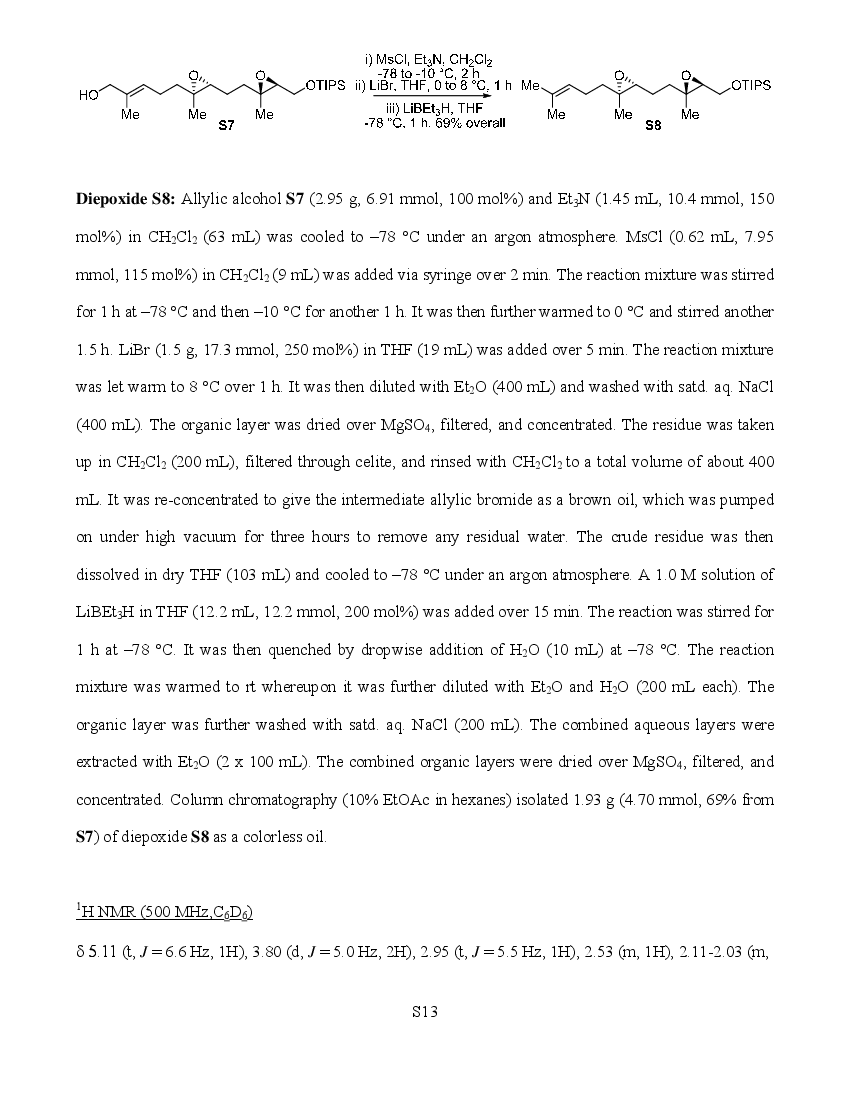 i) MsCl, Et3N, CH2Cl2
-78 to -10 °C, 2 h
ii) LiBr, THF, 0 to 8 °C, 1 h
iii) LiBEt3H, THF
-78 °C, 1 h. 69% overall
HO
Me
O
Me
O
Me
OTIPS
S7
Me
Me
O
Me
O
Me
OTIPS
S8
Diepoxide S8: Allylic alcohol S7 (2.95 g, 6.91 mmol, 100 mol%) and Et3N (1.45 mL, 10.4 mmol, 150
mol%) in CH2Cl2 (63 mL) was cooled to –78 °C under an argon atmosphere. MsCl (0.62 mL, 7.95
mmol, 115 mol%) in CH2Cl2 (9 mL) was added via syringe over 2 min. The reaction mixture was stirred
for 1 h at –78 °C and then –10 °C for another 1 h. It was then further warmed to 0 °C and stirred another
1.5 h. LiBr (1.5 g, 17.3 mmol, 250 mol%) in THF (19 mL) was added over 5 min. The reaction mixture
was let warm to 8 °C over 1 h. It was then diluted with Et2O (400 mL) and washed with satd. aq. NaCl
(400 mL). The organic layer was dried over MgSO4, filtered, and concentrated. The residue was taken
up in CH2Cl2 (200 mL), filtered through celite, and rinsed with CH2Cl2 to a total volume of about 400
mL. It was re-concentrated to give the intermediate allylic bromide as a brown oil, which was pumped
on under high vacuum for three hours to remove any residual water. The crude residue was then
dissolved in dry THF (103 mL) and cooled to –78 °C under an argon atmosphere. A 1.0 M solution of
LiBEt3H in THF (12.2 mL, 12.2 mmol, 200 mol%) was added over 15 min. The reaction was stirred for
1 h at –78 °C. It was then quenched by dropwise addition of H2O (10 mL) at –78 °C. The reaction
mixture was warmed to rt whereupon it was further diluted with Et2O and H2O (200 mL each). The
organic layer was further washed with satd. aq. NaCl (200 mL). The combined aqueous layers were
extracted with Et2O (2 x 100 mL). The combined organic layers were dried over MgSO4, filtered, and
concentrated. Column chromatography (10% EtOAc in hexanes) isolated 1.93 g (4.70 mmol, 69% from
S7) of diepoxide S8 as a colorless oil.
1H NMR (500 MHz,C6D6)
δ 5.11 (t, J = 6.6 Hz, 1H), 3.80 (d, J = 5.0 Hz, 2H), 2.95 (t, J = 5.5 Hz, 1H), 2.53 (m, 1H), 2.11-2.03 (m,
S13